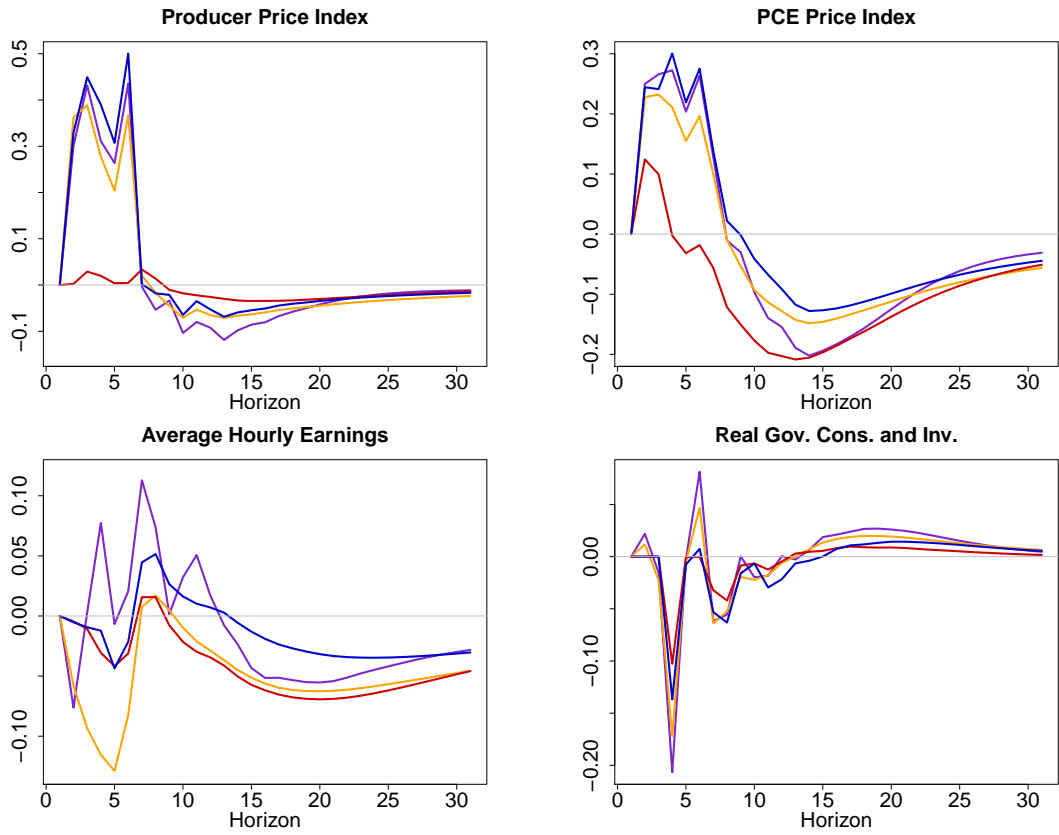 Producer Price Index
0.5
0.3
0.1
−0.1
0 5 10 15 20 25 30
Horizon
PCE Price Index
0.3
0.2
0.1
0.0
−0.1
−0.2
0 5 10 15 20 25 30
Horizon
Average Hourly Earnings
0.10
0.05
0.00
−0.10
0 5 10 15 20 25 30
Horizon
Real Gov. Cons. and Inv.
0.00
−0.10
−0.20
0 5 10 15 20 25 30
Horizon